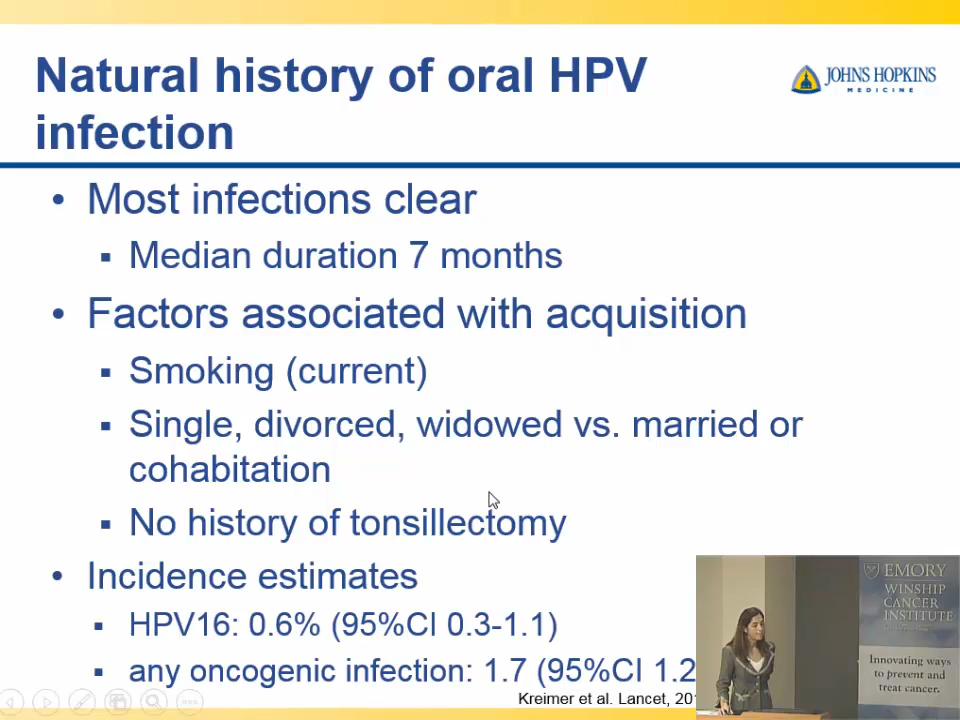 Natural history of oral HPV
infection
JOHNS HOPKINS
MEDICINE
• Most infections clear
▪ Median duration 7 months
• Factors associated with acquisition
▪ Smoking (current)
▪ Single, divorced, widowed vs. married or
cohabitation
▪ No history of tonsillectomy
• Incidence estimates
▪ HPV16: 0.6% (95%CI 0.3-1.1)
▪ any oncogenic infection: 1.7 (95%CI 1.2
Kreimer et al. Lancet,
EMORY
WINSHIP
CANCER
INSTITUTE
Innovating ways
to prevent and
treat cancer.